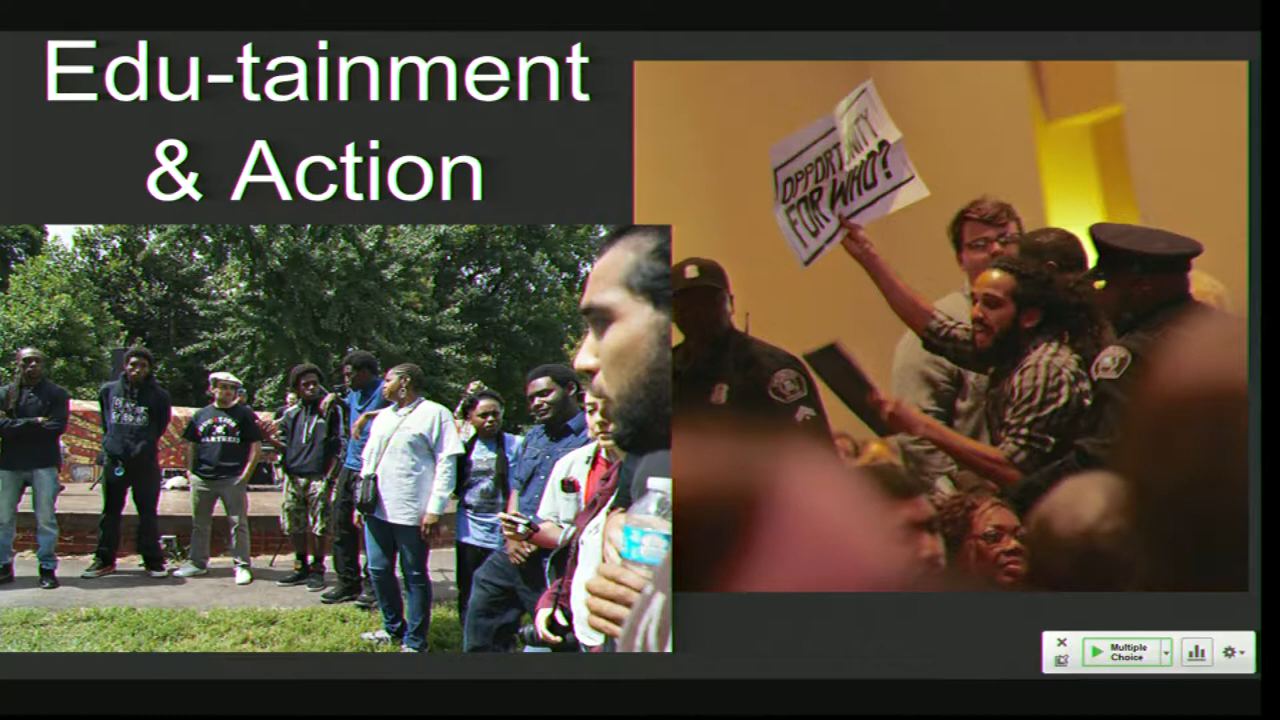 Edu-tainment
& Action
OPPORTUNITY
FOR WHO?
Multiple
Choice